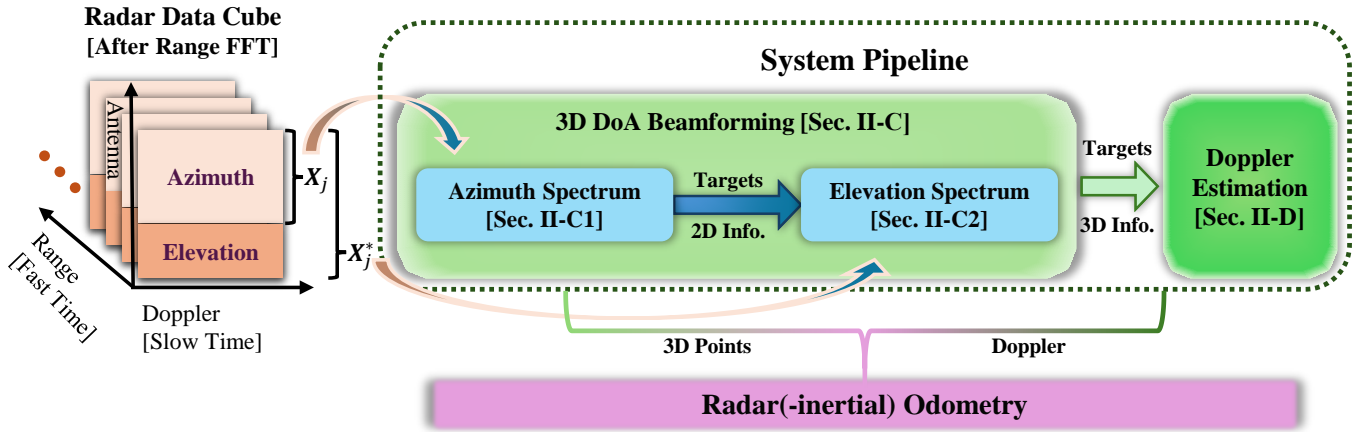 Radar Data Cube
[After Range FFT]
Antenna
Azimuth
Elevation
X_j
X_j^*
Range
[Fast Time]
Doppler
[Slow Time]
System Pipeline
3D DoA Beamforming [Sec. II-C]
Azimuth Spectrum
[Sec. II-C1]
Targets
2D Info.
Elevation Spectrum
[Sec. II-C2]
Targets
3D Info.
Doppler
Estimation
[Sec. II-D]
3D Points
Doppler
Radar(-inertial) Odometry